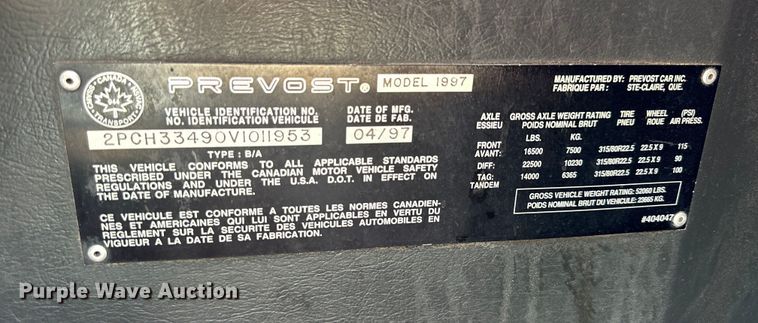 CANADA
TRANSPORT
PREVOST® MODEL 1997
MANUFACTURED BY: PREVOST CAR INC.
FABRIQUE PAR : STE-CLAIRE, QUE.
VEHICLE IDENTIFICATION NO. DATE OF MFG.
NO. IDENTIFICATION VEHICULE DATE DE FAB.
2PCH33490V1011953 04/97
TYPE : B/A
THIS VEHICLE CONFORMS TO ALL APPLICABLE STANDARDS
PRESCRIBED UNDER THE CANADIAN MOTOR VEHICLE SAFETY
REGULATIONS AND UNDER THE U.S.A. D.O.T. IN EFFECT ON
THE DATE OF MANUFACTURE.
CE VEHICULE EST CONFORME A TOUTES LES NORMES CANADIEN-
NES ET AMERICAINES QUI LUI SONT APPLICABLES EN VERTU DU
REGLEMENT SUR LA SECURITE DES VEHICULES AUTOMOBILES EN
VIGUEUR A LA DATE DE SA FABRICATION.
AXLE GROSS AXLE WEIGHT RATING TIRE WHEEL (PSI)
ESSIEU POIDS NOMINAL BRUT PNEU ROUE AIR PRESS.
LBS. KG.
FRONT
AVANT: 16500 7500 315/80R22.5 22.5 X 9 115
DIFF: 22500 10230 315/80R22.5 22.5 X 9 90
TAG: 14000 6365 315/80R22.5 22.5 X 9 100
TANDEM
GROSS VEHICLE WEIGHT RATING: 52060 LBS.
POIDS NOMINAL BRUT DU VEHICULE: 23665 KG.
#404047
Purple Wave Auction